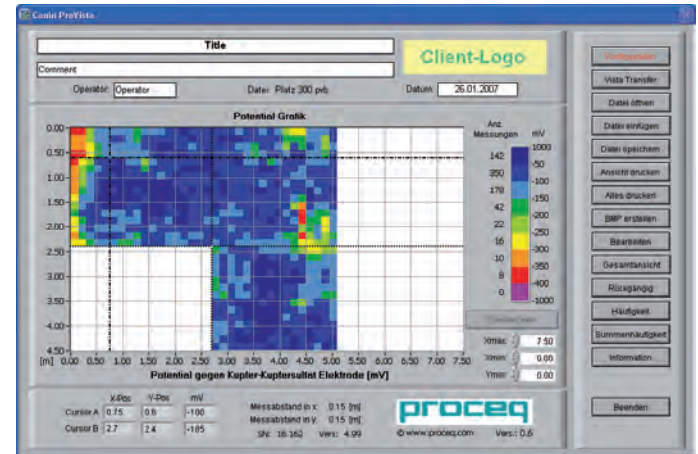 Canin ProVista
Title
Client-Logo
Comment
Operator: Operator
Datei: Platz 300.pvb
Datum: 26.01.2007
Potential Grafik
Anz. Messungen mV
0.00
0.50
1.00
1.50
2.00
2.50
1.00
3.50
4.00
4.50
[m] 0.00 0.50 1.00 1.50 2.00 2.50 3.00 3.50 4.00 4.50 5.00 5.50 6.00 6.50 7.00 7.50
Potential gegen Kupfer-Kupfersulfat Elektrode [mV]
1000
142
-50
350
-100
178
-150
42
-200
22
-250
16
-300
10
-350
8
-400
0
-1000
Xmax: 7.50
Xmin: 0.00
Ymin: 0.00
X-Pos Y-Pos mV
Cursor A 0.75 0.6 -100
Cursor B 2.7 2.4 -185
Messabstand in x: 0.15 [m]
Messabstand in y: 0.15 [m]
SN: 16.162 Vers: 4.99
proceq
© www.proceq.com Vers.: 0.6
Vista Transfer
Datei öffnen
Datei einfügen
Datei speichern
Ansicht drucken
Alles drucken
BMP erstellen
Bearbeiten
Gesamtansicht
Rückgängig
Häufigkeit
Summenhäufigkeit
Information
Beenden